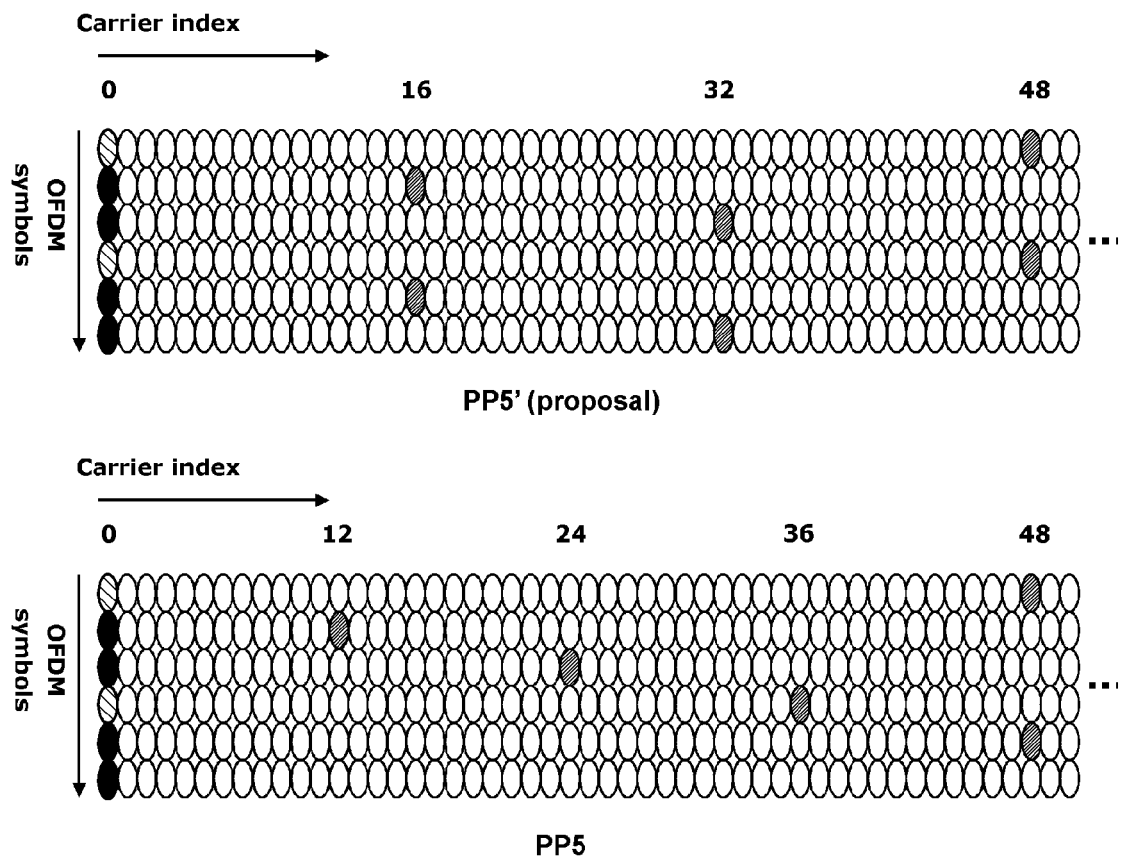 Carrier index
0 16 32 48
OFDM
symbols
PP5' (proposal)
Carrier index
0 12 24 36 48
OFDM
symbols
PP5